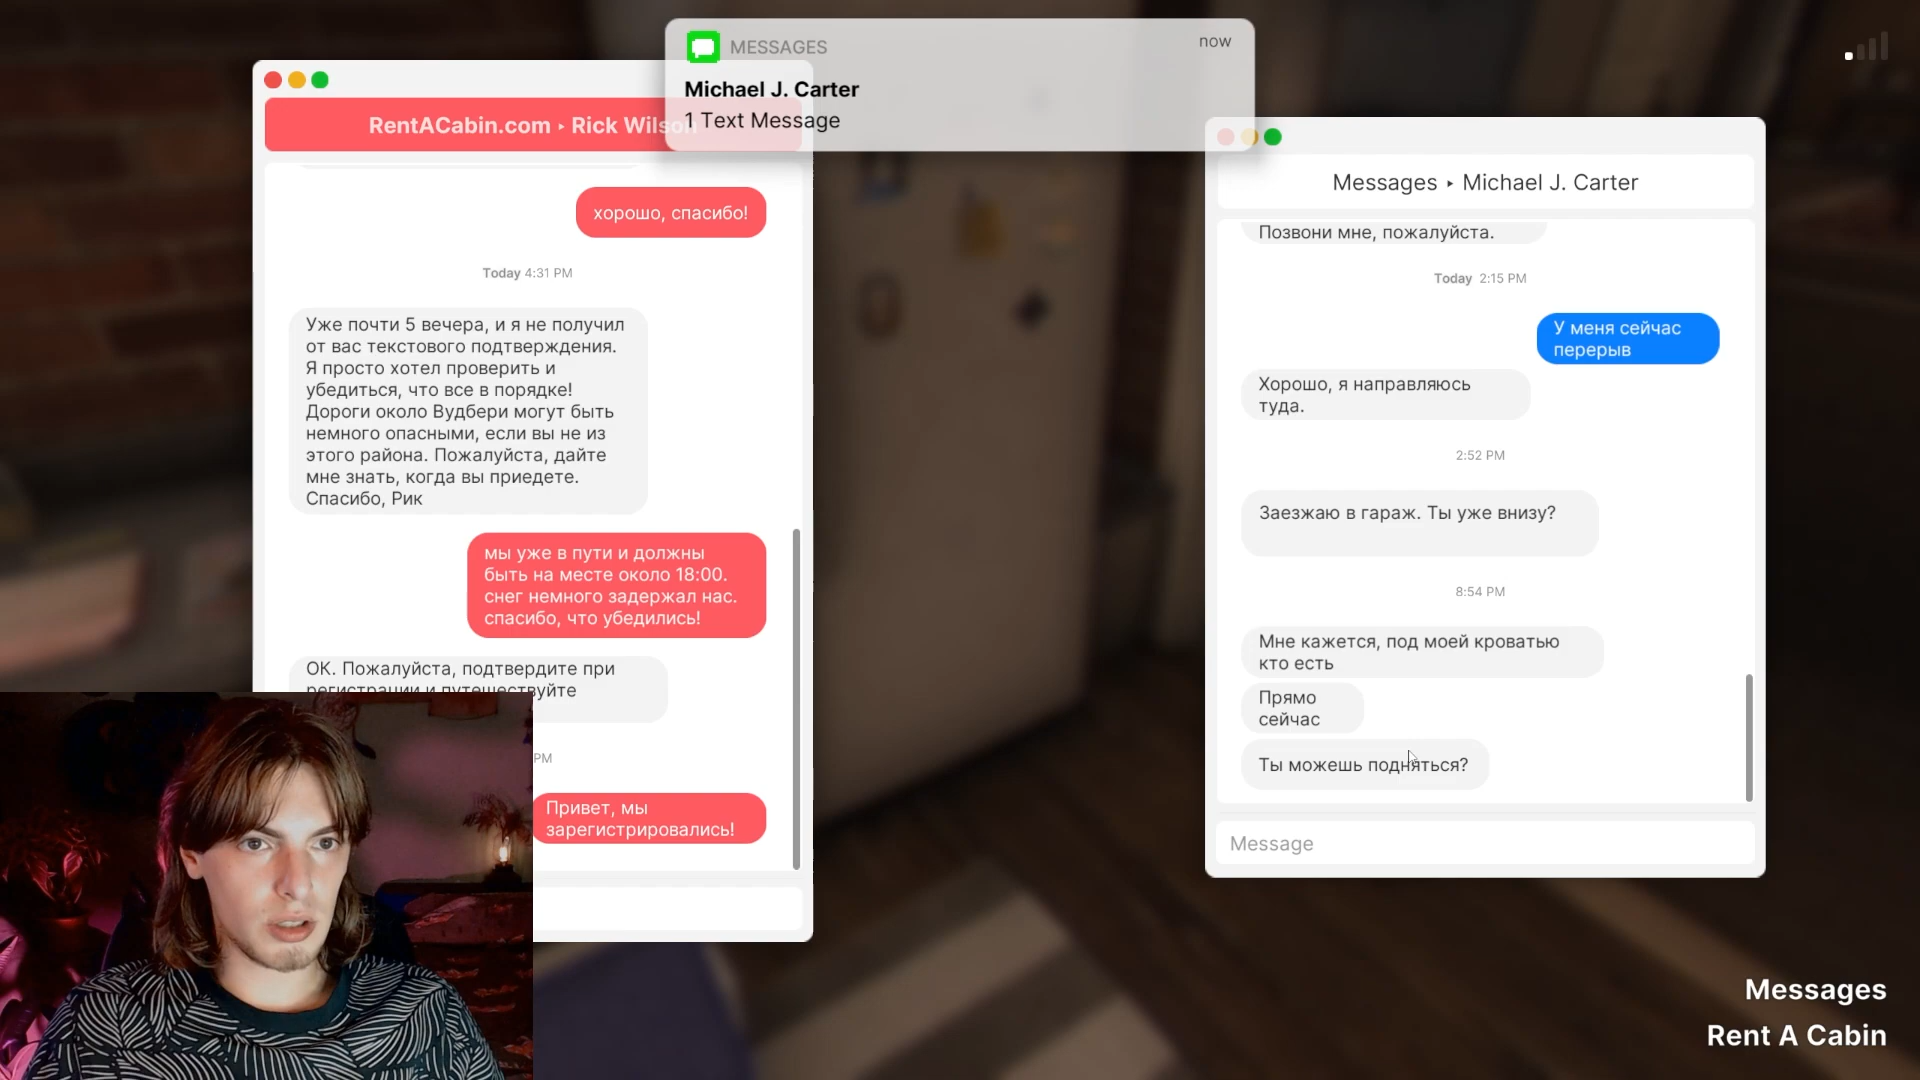 MESSAGES
now
Michael J. Carter
1 Text Message
RentACabin.com ▸ Rick Wilson
хорошо, спасибо!
Today 4:31 PM
Уже почти 5 вечера, и я не получил
от вас текстового подтверждения.
Я просто хотел проверить и
убедиться, что все в порядке!
Дороги около Вудбери могут быть
немного опасными, если вы не из
этого района. Пожалуйста, дайте
мне знать, когда вы приедете.
Спасибо, Рик
мы уже в пути и должны
быть на месте около 18:00.
снег немного задержал нас.
спасибо, что убедились!
ОК. Пожалуйста, подтвердите при
регистрации и путешествуйте
PM
Привет, мы
зарегистрировались!
Messages ▸ Michael J. Carter
Позвони мне, пожалуйста.
Today 2:15 PM
У меня сейчас
перерыв
Хорошо, я направляюсь
туда.
2:52 PM
Заезжаю в гараж. Ты уже внизу?
8:54 PM
Мне кажется, под моей кроватью
кто есть
Прямо
сейчас
Ты можешь подняться?
Message
Messages
Rent A Cabin